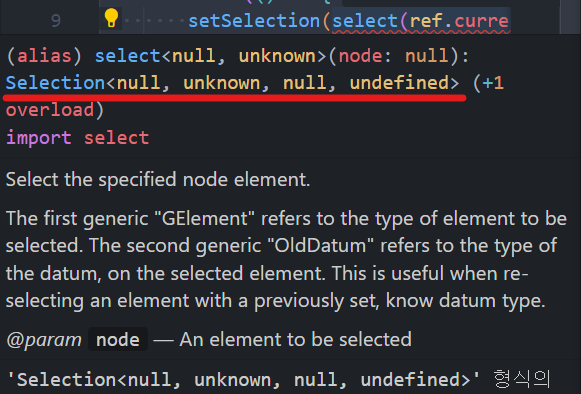 9 setSelection(select(ref.curre
(alias) select<null, unknown>(node: null):
Selection<null, unknown, null, undefined> (+1
overload)
import select
Select the specified node element.
The first generic "GElement" refers to the type of element to be
selected. The second generic "OldDatum" refers to the type of
the datum, on the selected element. This is useful when re-
selecting an element with a previously set, know datum type.
@param node — An element to be selected
'Selection<null, unknown, null, undefined>' 형식의